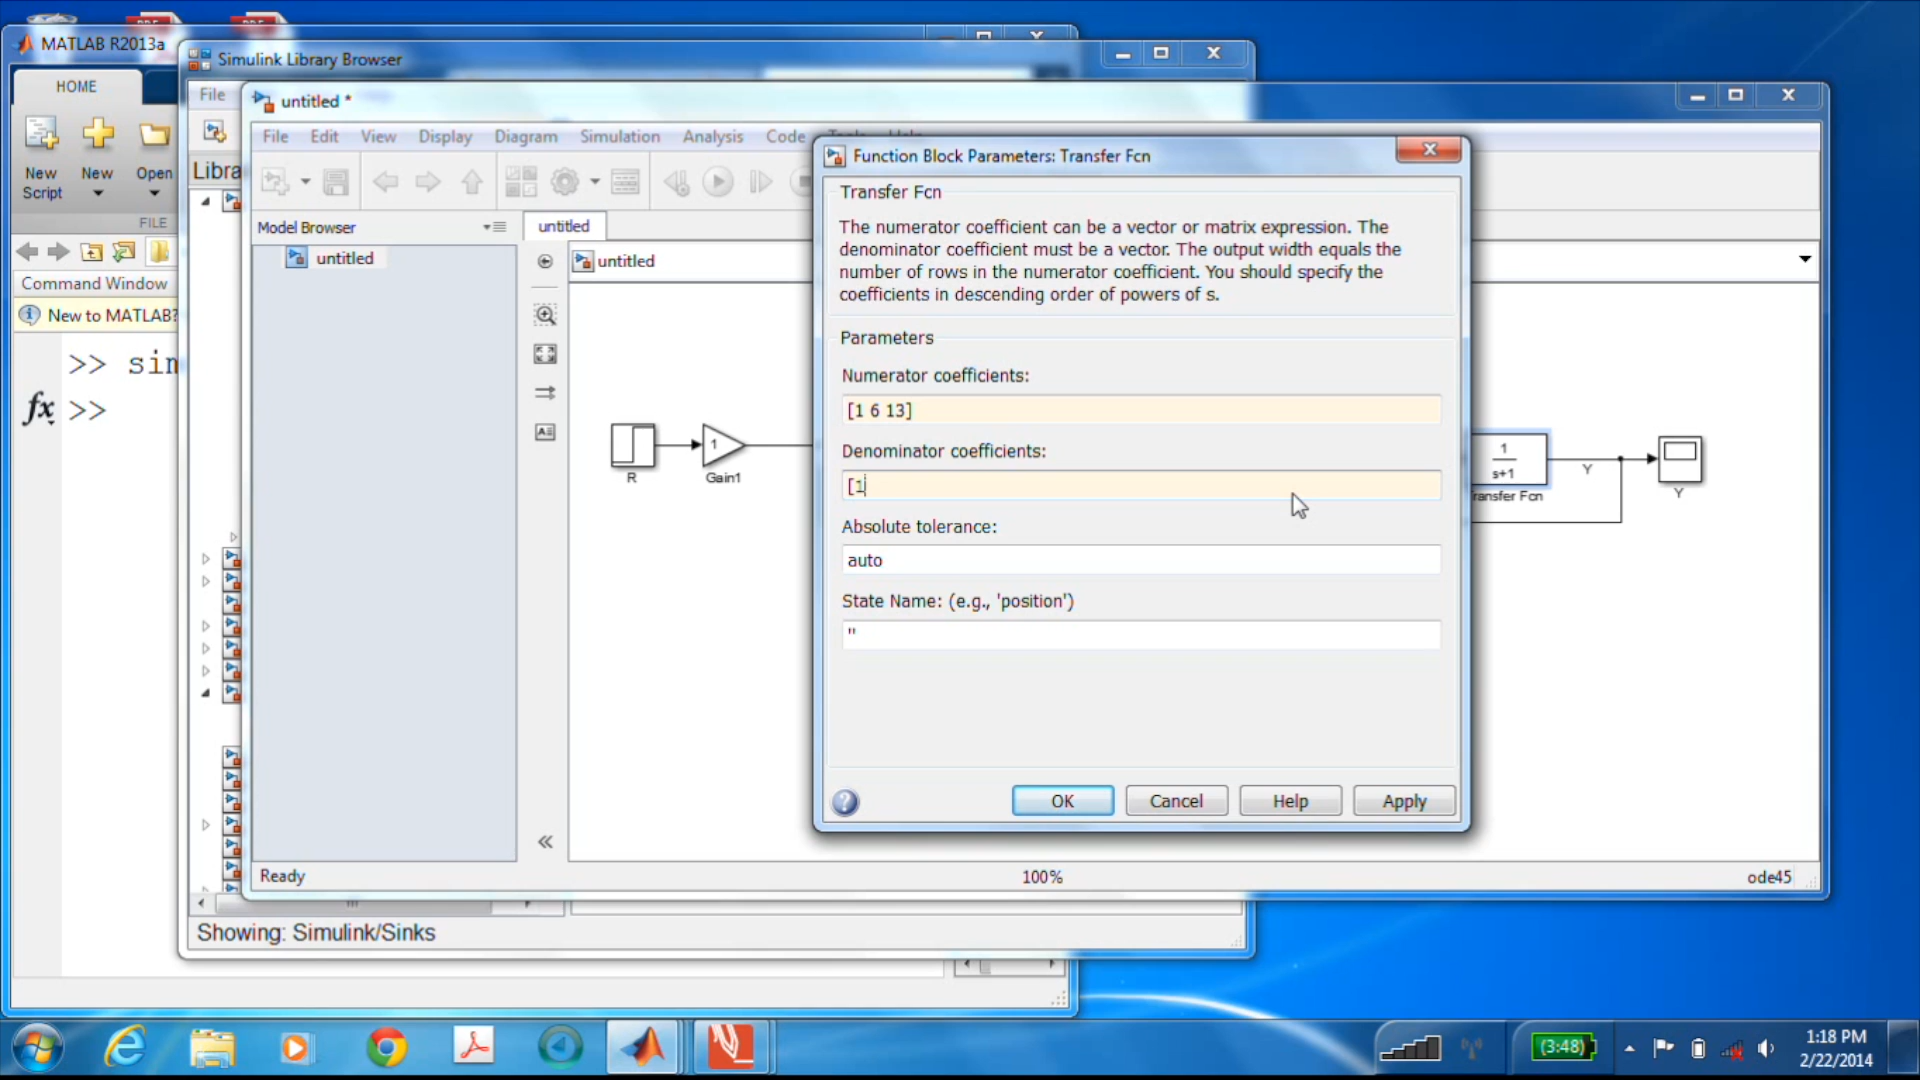 MATLAB R2013a
Simulink Library Browser
HOME
File
untitled *
File Edit View Display Diagram Simulation Analysis Code
New Script
New
Open
FILE
Libra
Command Window
New to MATLAB?
>> sin
fx >>
Model Browser
untitled
untitled
untitled
R
1
Gain1
Function Block Parameters: Transfer Fcn
Transfer Fcn
The numerator coefficient can be a vector or matrix expression. The
denominator coefficient must be a vector. The output width equals the
number of rows in the numerator coefficient. You should specify the
coefficients in descending order of powers of s.
Parameters
Numerator coefficients:
[1 6 13]
Denominator coefficients:
[1
Absolute tolerance:
auto
State Name: (e.g., 'position')
''
OK Cancel Help Apply
1
s+1
ransfer Fcn
Y
Y
Ready
100%
ode45
Showing: Simulink/Sinks
(3:48)
1:18 PM
2/22/2014